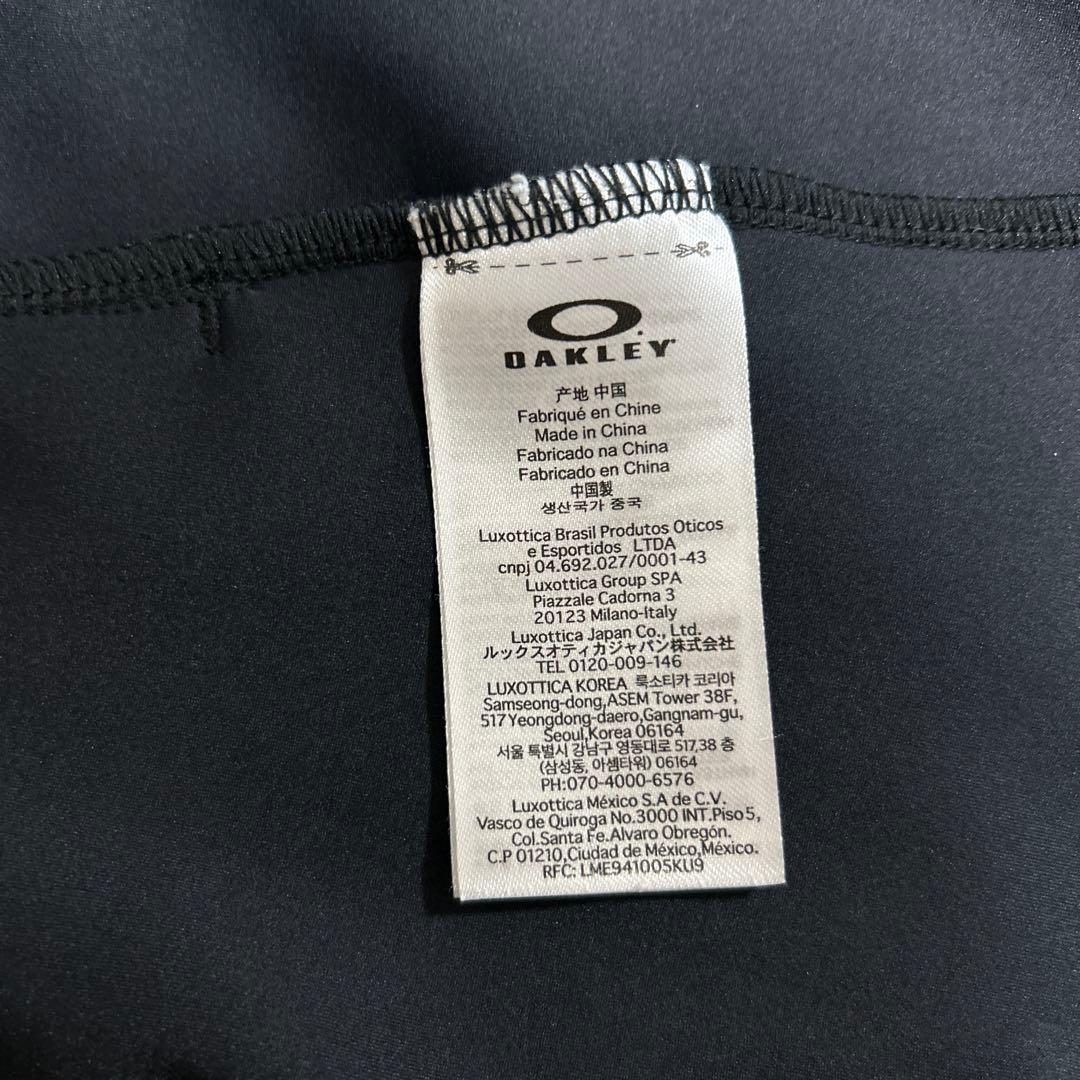 OAKLEY
产地 中国
Fabriqué en Chine
Made in China
Fabricado na China
Fabricado en China
中国製
생산국가 중국
Luxottica Brasil Produtos Oticos
e Esportidos LTDA
cnpj 04.692.027/0001-43
Luxottica Group SPA
Piazzale Cadorna 3
20123 Milano-Italy
Luxottica Japan Co., Ltd.
ルックスオティカジャパン株式会社
TEL 0120-009-146
LUXOTTICA KOREA 룩소티카 코리아
Samseong-dong,ASEM Tower 38F,
517 Yeongdong-daero,Gangnam-gu,
Seoul,Korea 06164
서울 특별시 강남구 영동대로 517,38 층
(삼성동, 아셈타워) 06164
PH:070-4000-6576
Luxottica México S.A de C.V.
Vasco de Quiroga No.3000 INT.Piso 5,
Col.Santa Fe.Alvaro Obregón.
C.P 01210,Ciudad de México,México.
RFC: LME941005KU9